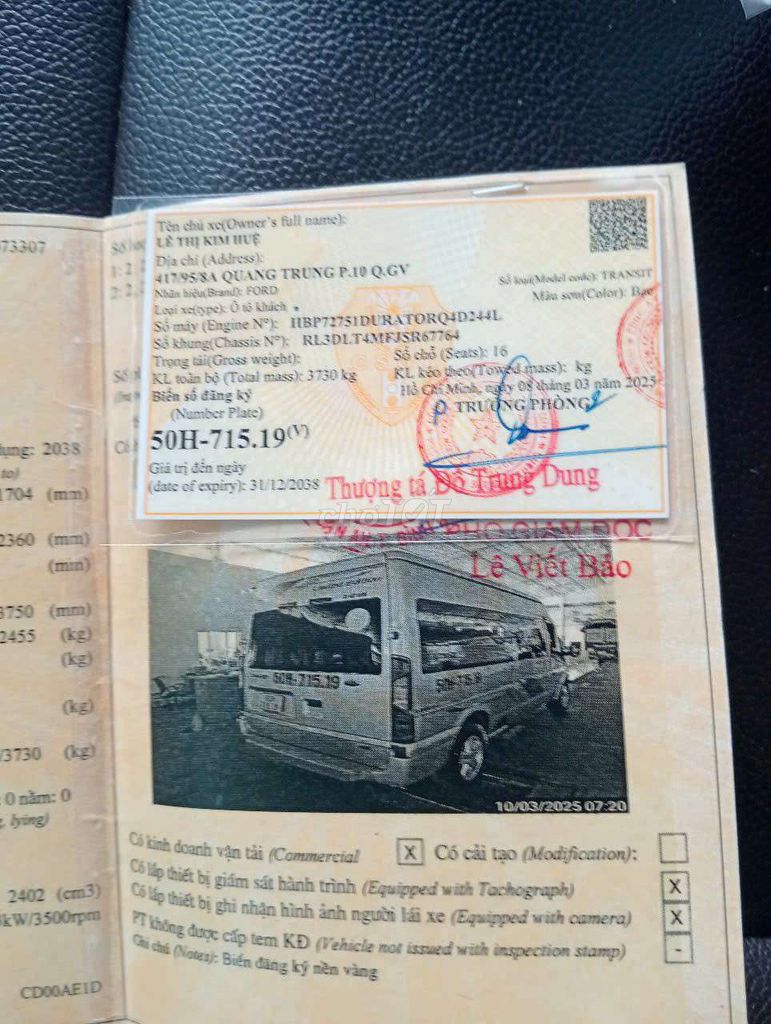 73307
Tên chủ xe(Owner's full name):
LÊ THỊ KIM HUỆ
Địa chỉ (Address):
417/95/8A QUANG TRUNG P.10 Q.GV
Nhãn hiệu(Brand): FORD
Số loại(Model code): TRANSIT
Màu sơn(Color): Bạc
Loại xe(type): Ô tô khách
Số máy (Engine N°): HBP72751DURATORQ4D244L
Số khung(Chassis N°): RL3DLT4MFJSR67764
Trọng tải(Gross weight):
Số chỗ (Seats): 16
KL toàn bộ (Total mass): 3730 kg
KL kéo theo(Towed mass): kg
Biển số đăng ký
(Number Plate)
Hồ Chí Minh, ngày 08 tháng 03 năm 2025
P TRƯỞNG PHÒNG
50H-715.19(V)
Giá trị đến ngày
(date of expiry): 31/12/2038
Thượng tá Đỗ Trung Dung
PHÓ GIÁM ĐỐC
Lê Viết Bảo
choTỐT
dụng: 2038
to)
1704 (mm)
2360 (mm)
(min)
3750 (mm)
2455 (kg)
(kg)
(kg)
/3730 (kg)
: 0 nằm: 0
, lying)
2402 (cm3)
kW/3500rpm
CD00AE1D
50H-715.19
50H-715.19
10/03/2025 07:20
Có kinh doanh vận tải (Commercial X Có cải tạo (Modification):
Có lắp thiết bị giám sát hành trình (Equipped with Tachograph) X
Có lắp thiết bị ghi nhận hình ảnh người lái xe (Equipped with camera) X
PT không được cấp tem KĐ (Vehicle not issued with inspection stamp) -
Ghi chú (Notes): Biển đăng ký nền vàng